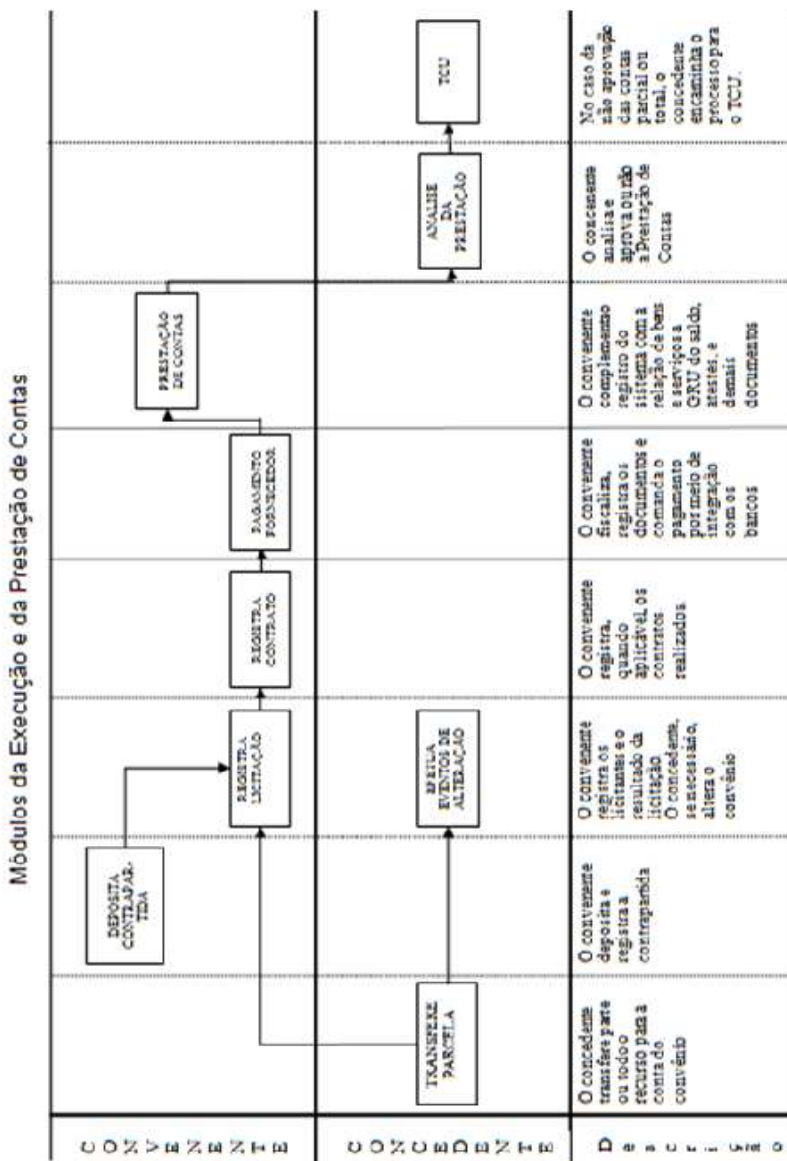 Módulos da Execução e da Prestação de Contas
CONVENENTE
DEPOSITA
CONTRAPAR-
TIDA
REGISTRA
LICITAÇÃO
REGISTRA
CONTRATO
PAGAMENTO
FORNECEDOR
PRESTAÇÃO
DE CONTAS
CONCEDENTE
TRANSFERE
PARCELA
EFETUA
EVENTOS DE
ALTERAÇÃO
ANALISE
DA
PRESTAÇÃO
TCU
Descrição
O concedente
transfere parte
ou todo o
recurso para a
conta do
convênio
O convenente
deposita e
registra a
contrapartida
O convenente
registra os
licitantes e o
resultado da
licitação
O concedente,
se necessário,
altera o
convênio
O convenente
registra,
quando
aplicável, os
contratos
realizados.
O convenente
fiscaliza,
registra os
documentos e
comanda o
pagamento
por meio de
integração
com os
bancos
O convenente
complementa o
registro do
sistema com a
relação de bens
e serviços a
GRU do saldo,
atestes, e
demais
documentos
O concenente
analisa e
aprova ou não
a Prestação de
Contas
No caso da
não aprovação
das contas
parcial ou
total, o
concedente
encaminha o
processo para
o TCU.